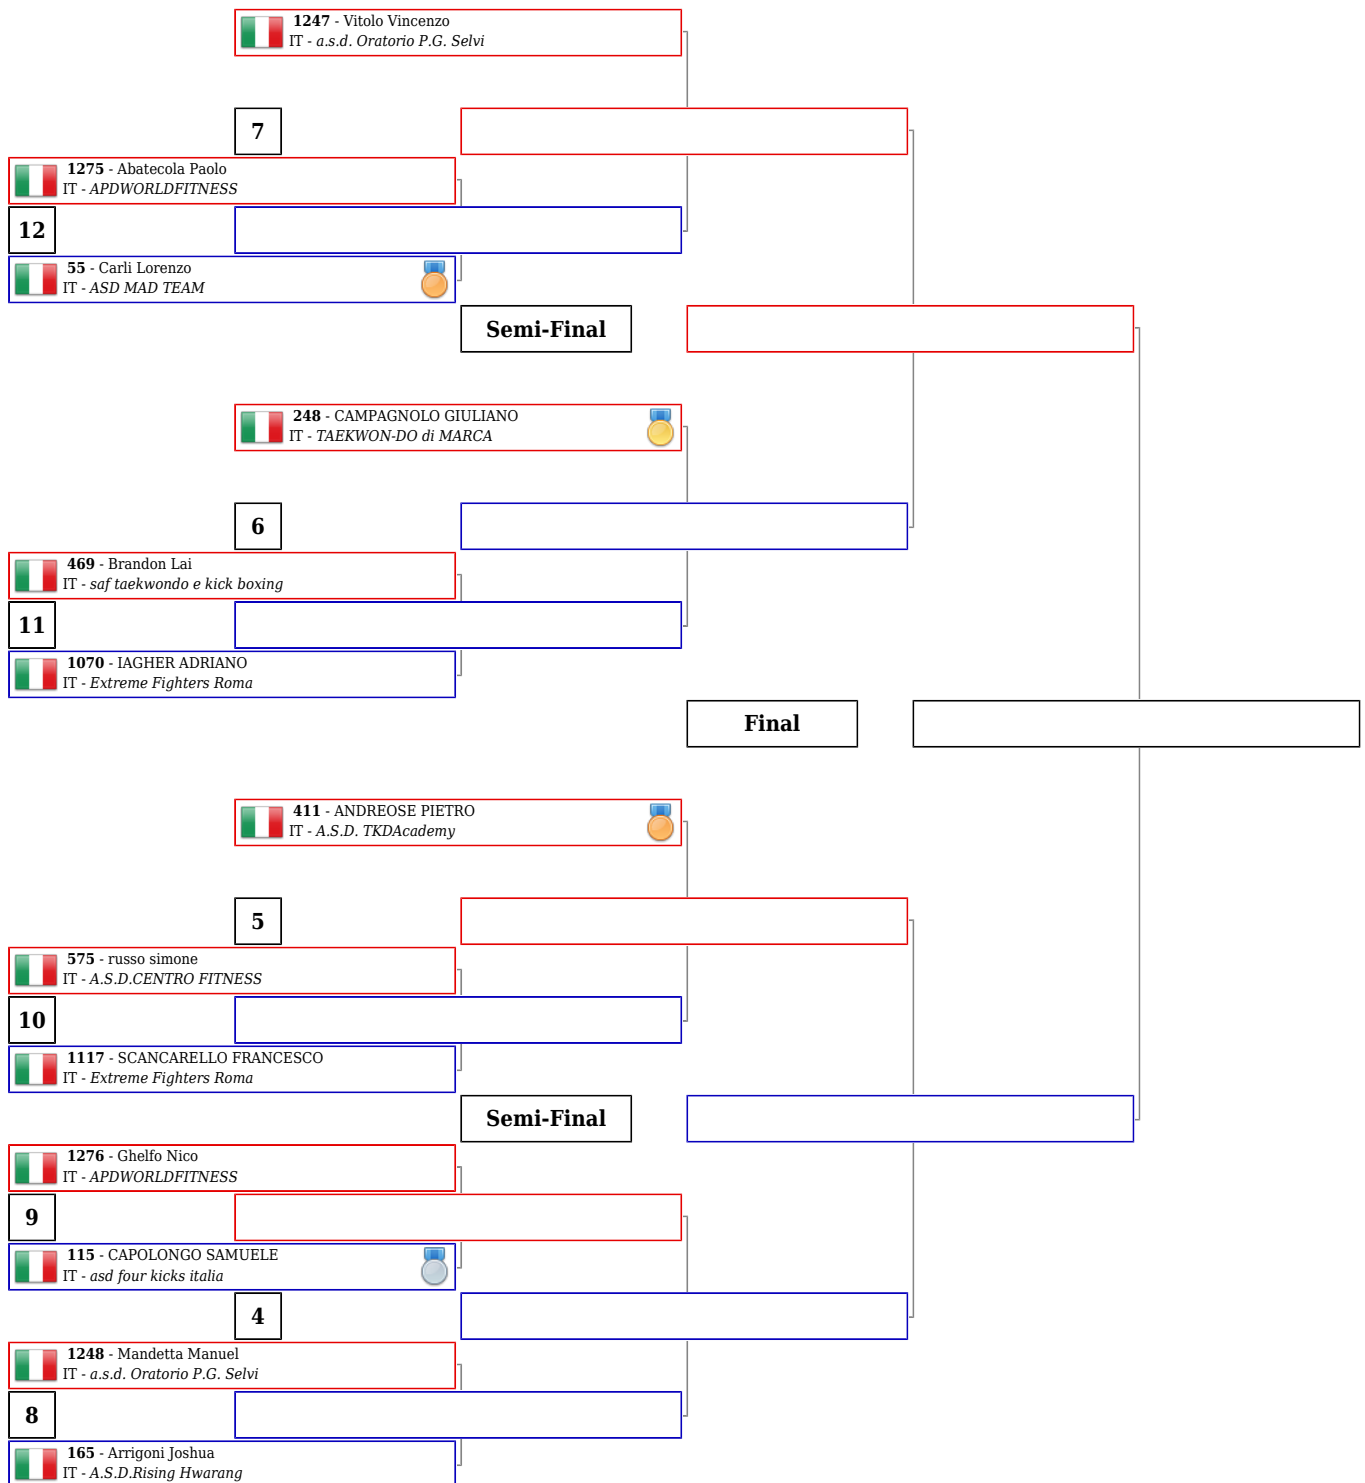 1247 - Vitolo Vincenzo
IT - a.s.d. Oratorio P.G. Selvi
7
1275 - Abatecola Paolo
IT - APDWORLDFITNESS
12
55 - Carli Lorenzo
IT - ASD MAD TEAM
Semi-Final
248 - CAMPAGNOLO GIULIANO
IT - TAEKWON-DO di MARCA
6
469 - Brandon Lai
IT - saf taekwondo e kick boxing
11
1070 - IAGHER ADRIANO
IT - Extreme Fighters Roma
Final
411 - ANDREOSE PIETRO
IT - A.S.D. TKDAcademy
5
575 - russo simone
IT - A.S.D.CENTRO FITNESS
10
1117 - SCANCARELLO FRANCESCO
IT - Extreme Fighters Roma
Semi-Final
1276 - Ghelfo Nico
IT - APDWORLDFITNESS
9
115 - CAPOLONGO SAMUELE
IT - asd four kicks italia
4
1248 - Mandetta Manuel
IT - a.s.d. Oratorio P.G. Selvi
8
165 - Arrigoni Joshua
IT - A.S.D.Rising Hwarang